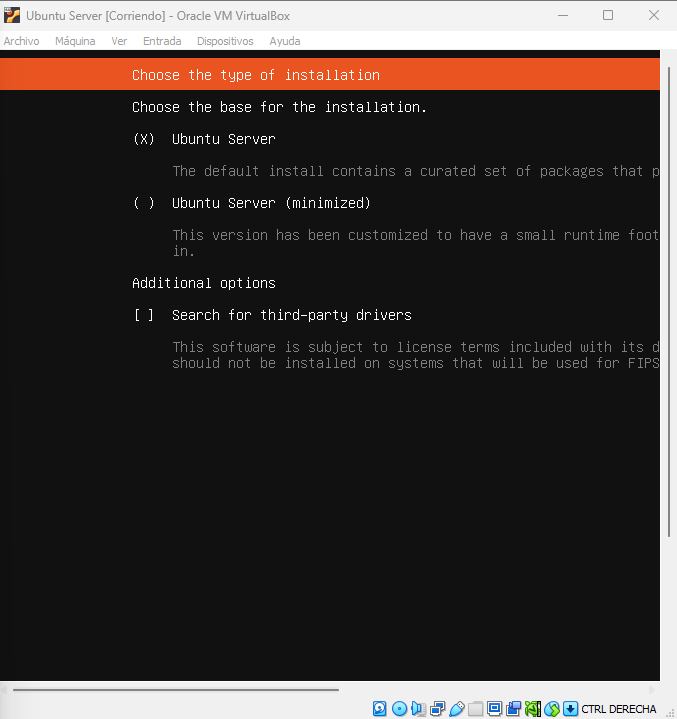 Ubuntu Server [Corriendo] - Oracle VM VirtualBox
Archivo Máquina Ver Entrada Dispositivos Ayuda
Choose the type of installation
Choose the base for the installation.
(X) Ubuntu Server
The default install contains a curated set of packages that p
( ) Ubuntu Server (minimized)
This version has been customized to have a small runtime foot
in.
Additional options
[ ] Search for third-party drivers
This software is subject to license terms included with its d
should not be installed on systems that will be used for FIPS
CTRL DERECHA